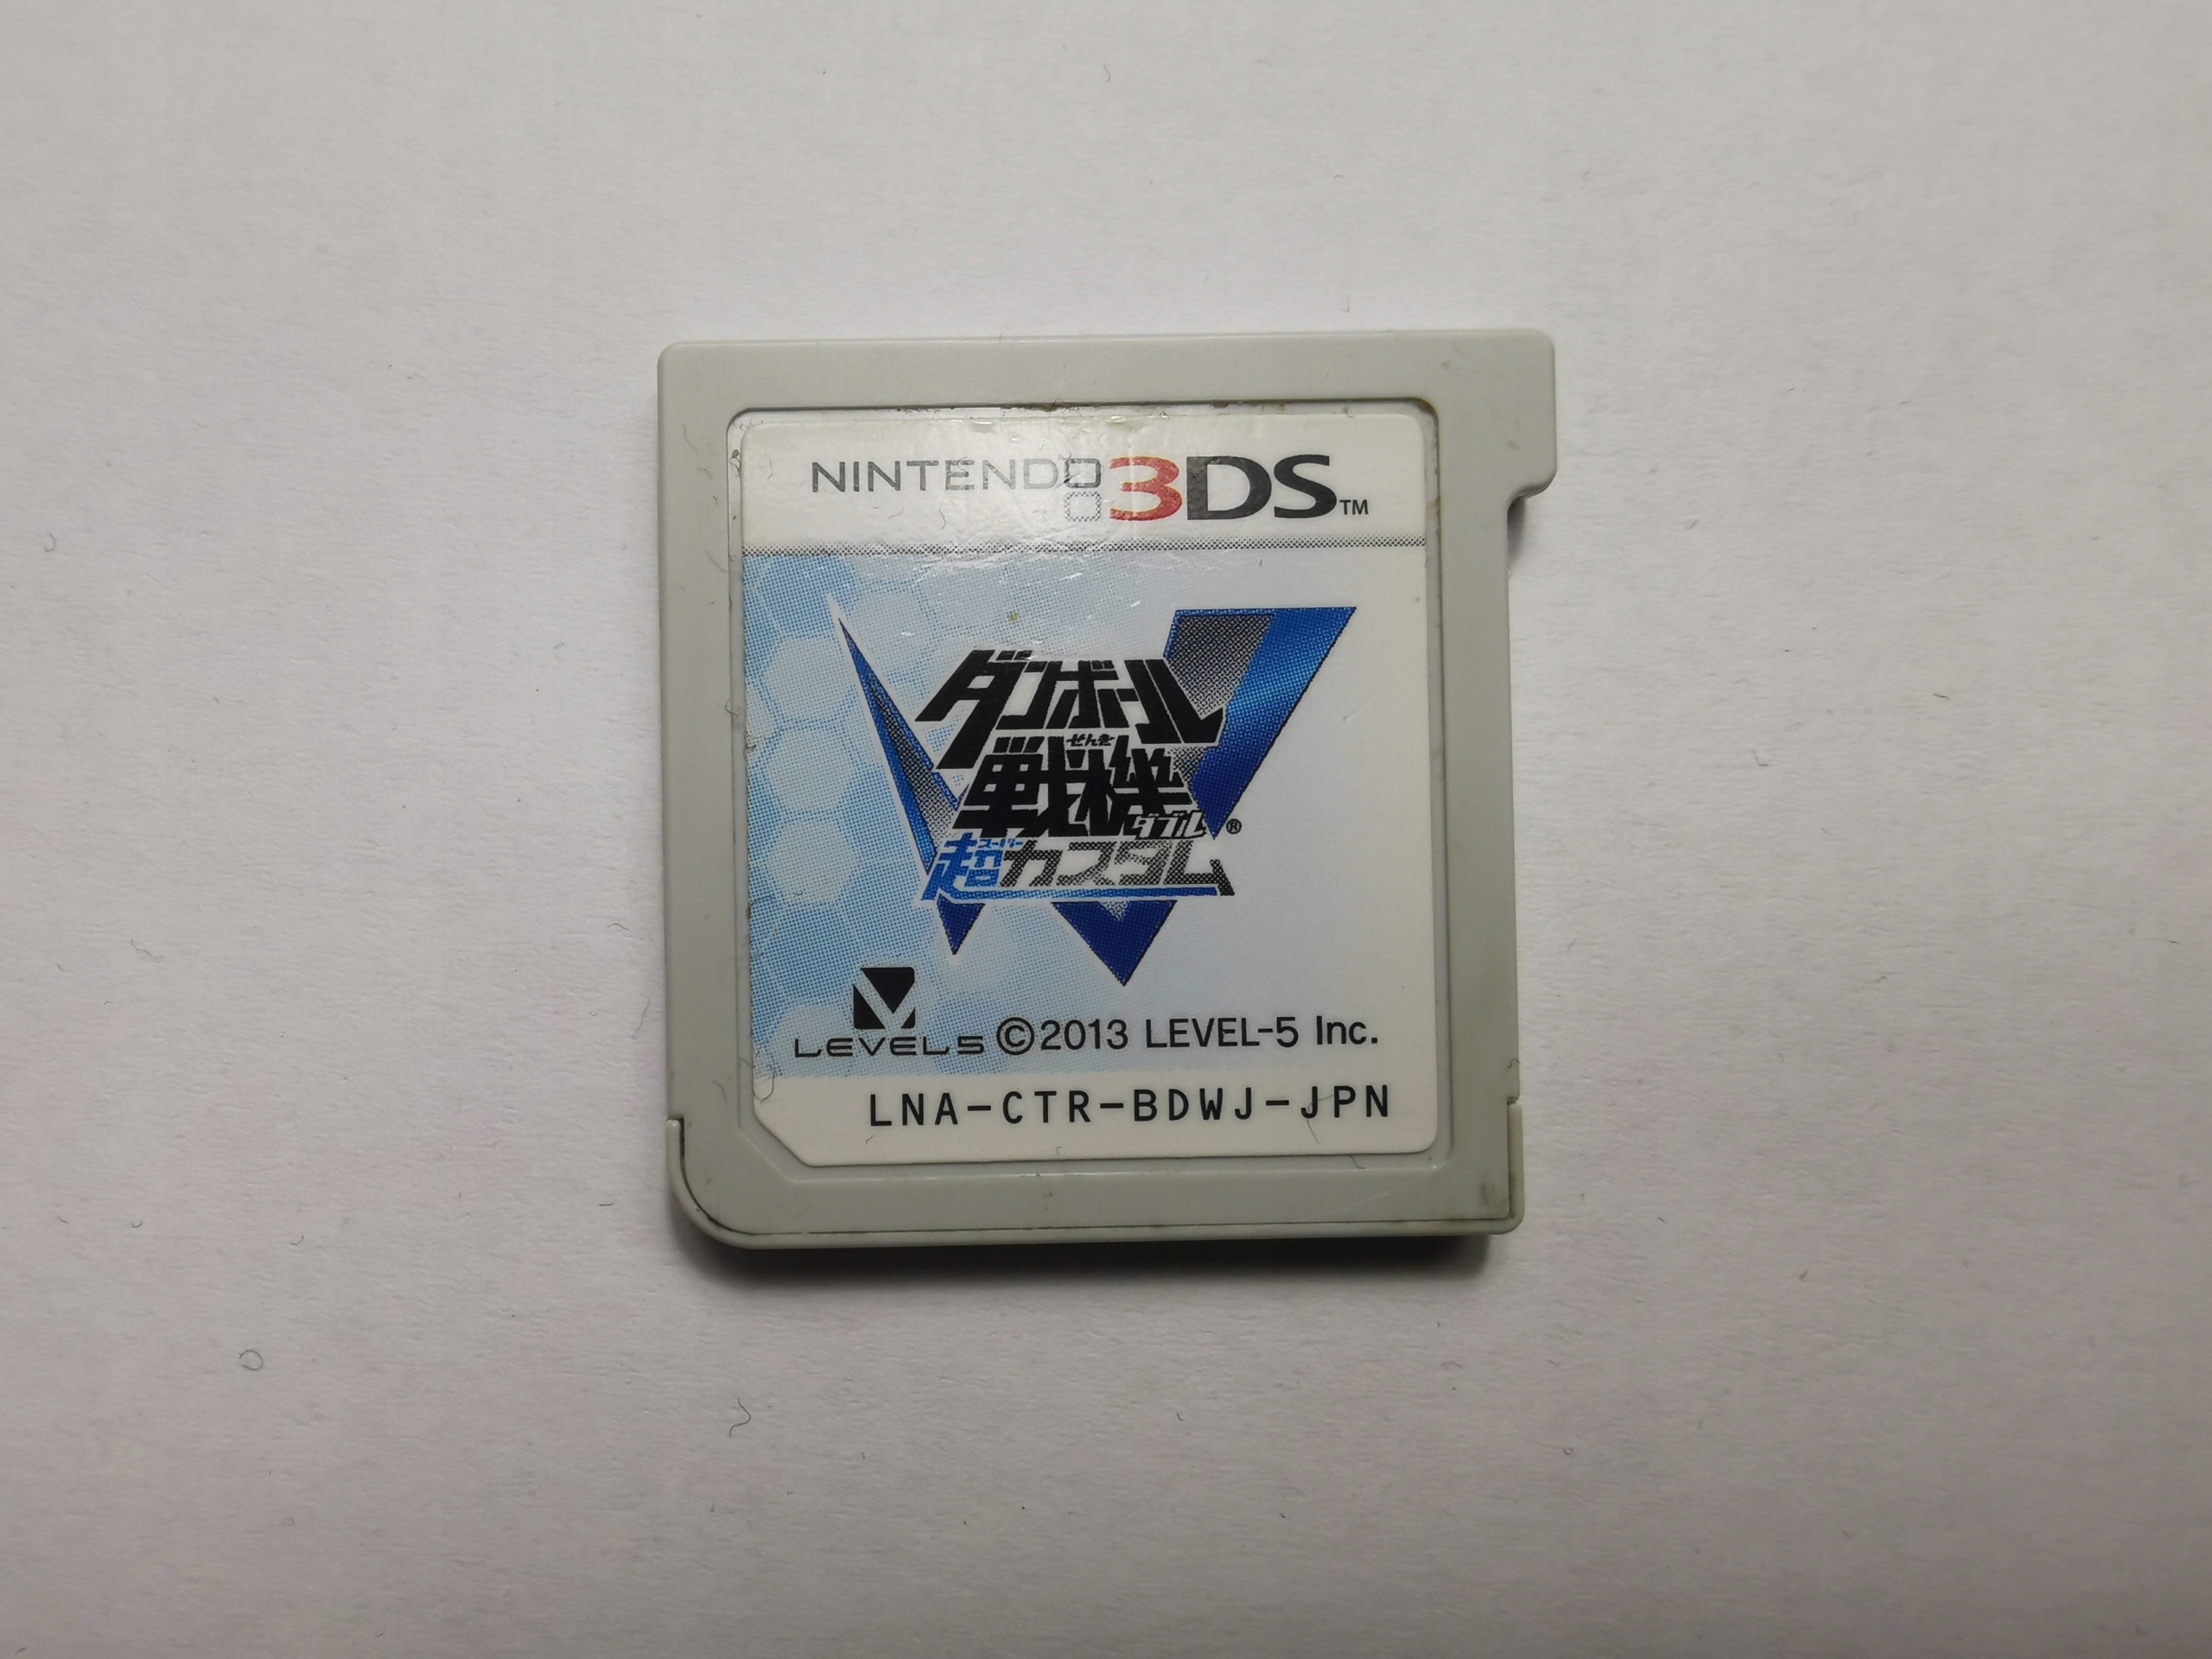 NINTENDO 3DS™
ダンボール
せんき
戦機
ダブル®
スーパー
超カスタム
LEVEL5 ©2013 LEVEL-5 Inc.
LNA-CTR-BDWJ-JPN